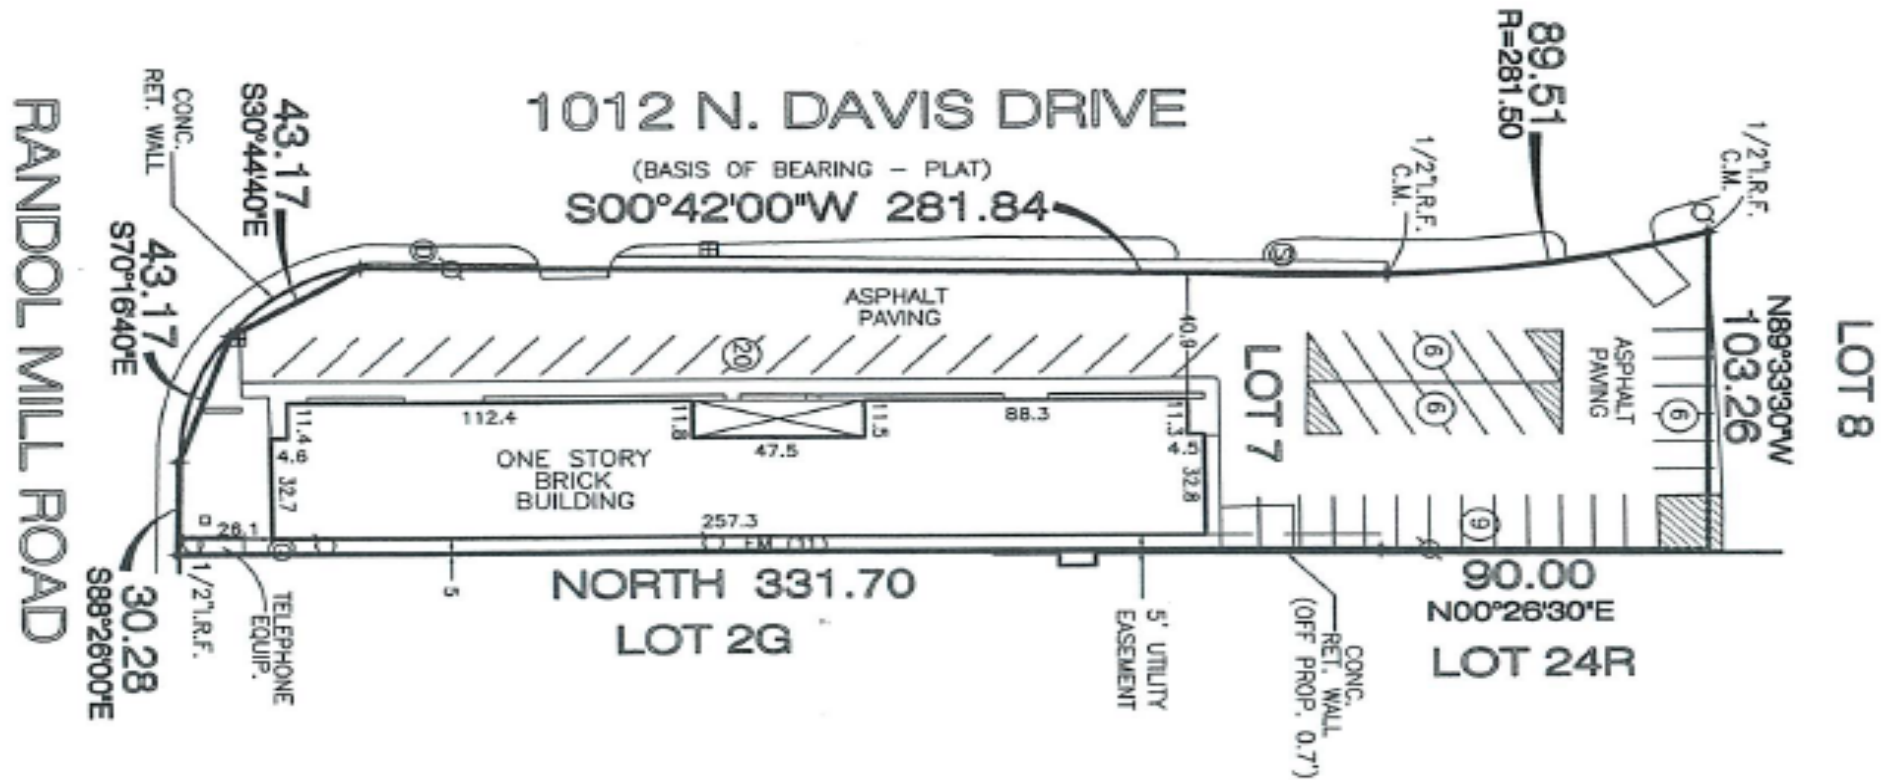 1012 N. DAVIS DRIVE
(BASIS OF BEARING - PLAT)
S00°42'00"W 281.84
89.51
R=281.50
1/2"I.R.F.
C.M.
1/2"I.R.F.
C.M.
CONC.
RET. WALL
43.17
S30°44'40"E
43.17
S70°16'40"E
RANDOL MILL ROAD
30.28
S88°26'00"E
1/2"I.R.F.
TELEPHONE
EQUIP.
D
S
ASPHALT
PAVING
40.9
20
LOT 7
6
6
ASPHALT
PAVING
6
9
N89°33'30"W
103.26
LOT 8
11.4
4.6
32.7
112.4
11.8
47.5
11.5
88.3
11.3
4.5
32.8
ONE STORY
BRICK
BUILDING
257.3
26.1
5
NORTH 331.70
LOT 2G
5' UTILITY
EASEMENT
CONC.
RET. WALL
(OFF PROP. 0.7')
90.00
N00°26'30"E
LOT 24R